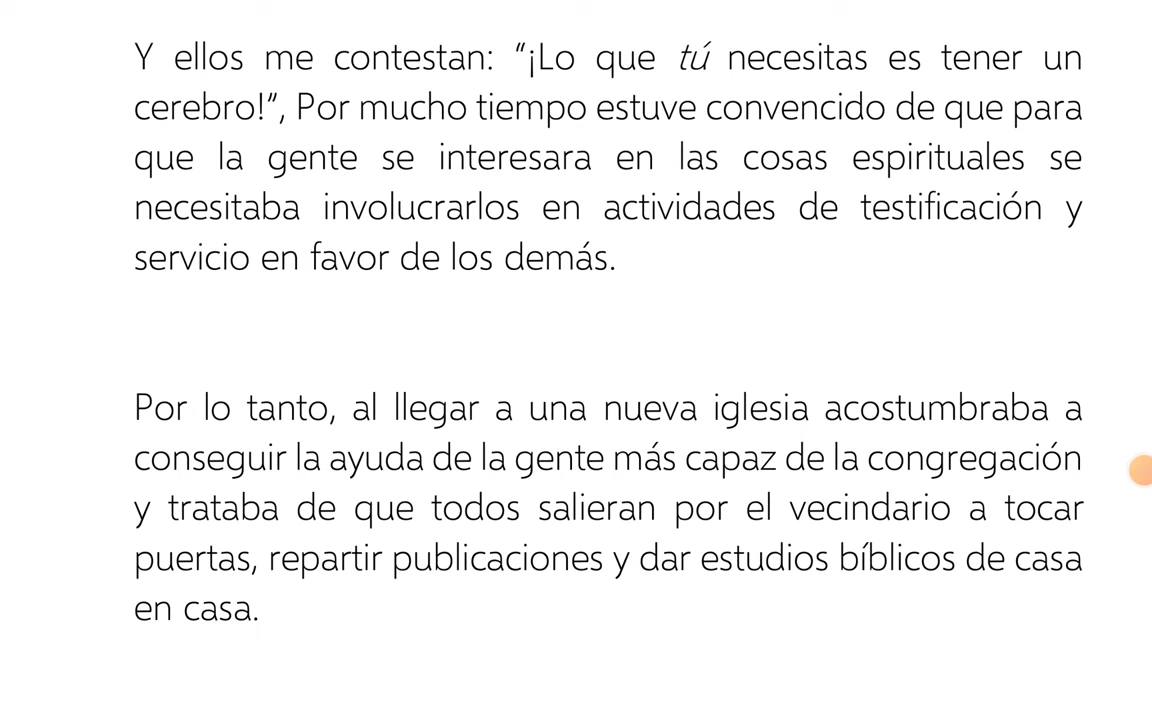 Y ellos me contestan: "¡Lo que tú necesitas es tener un
cerebro!", Por mucho tiempo estuve convencido de que para
que la gente se interesara en las cosas espirituales se
necesitaba involucrarlos en actividades de testificación y
servicio en favor de los demás.
Por lo tanto, al llegar a una nueva iglesia acostumbraba a
conseguir la ayuda de la gente más capaz de la congregación
y trataba de que todos salieran por el vecindario a tocar
puertas, repartir publicaciones y dar estudios bíblicos de casa
en casa.